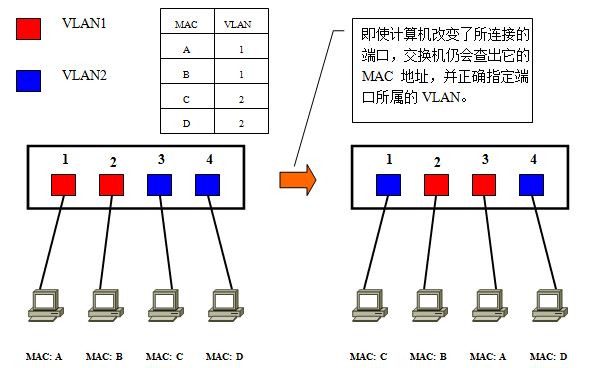 VLAN1
VLAN2
MAC VLAN
A 1
B 1
C 2
D 2
即使计算机改变了所连接的
端口，交换机仍会查出它的
MAC 地址，并正确指定端
口所属的 VLAN。
1 2 3 4
MAC: A MAC: B MAC: C MAC: D
1 2 3 4
MAC: C MAC: B MAC: A MAC: D